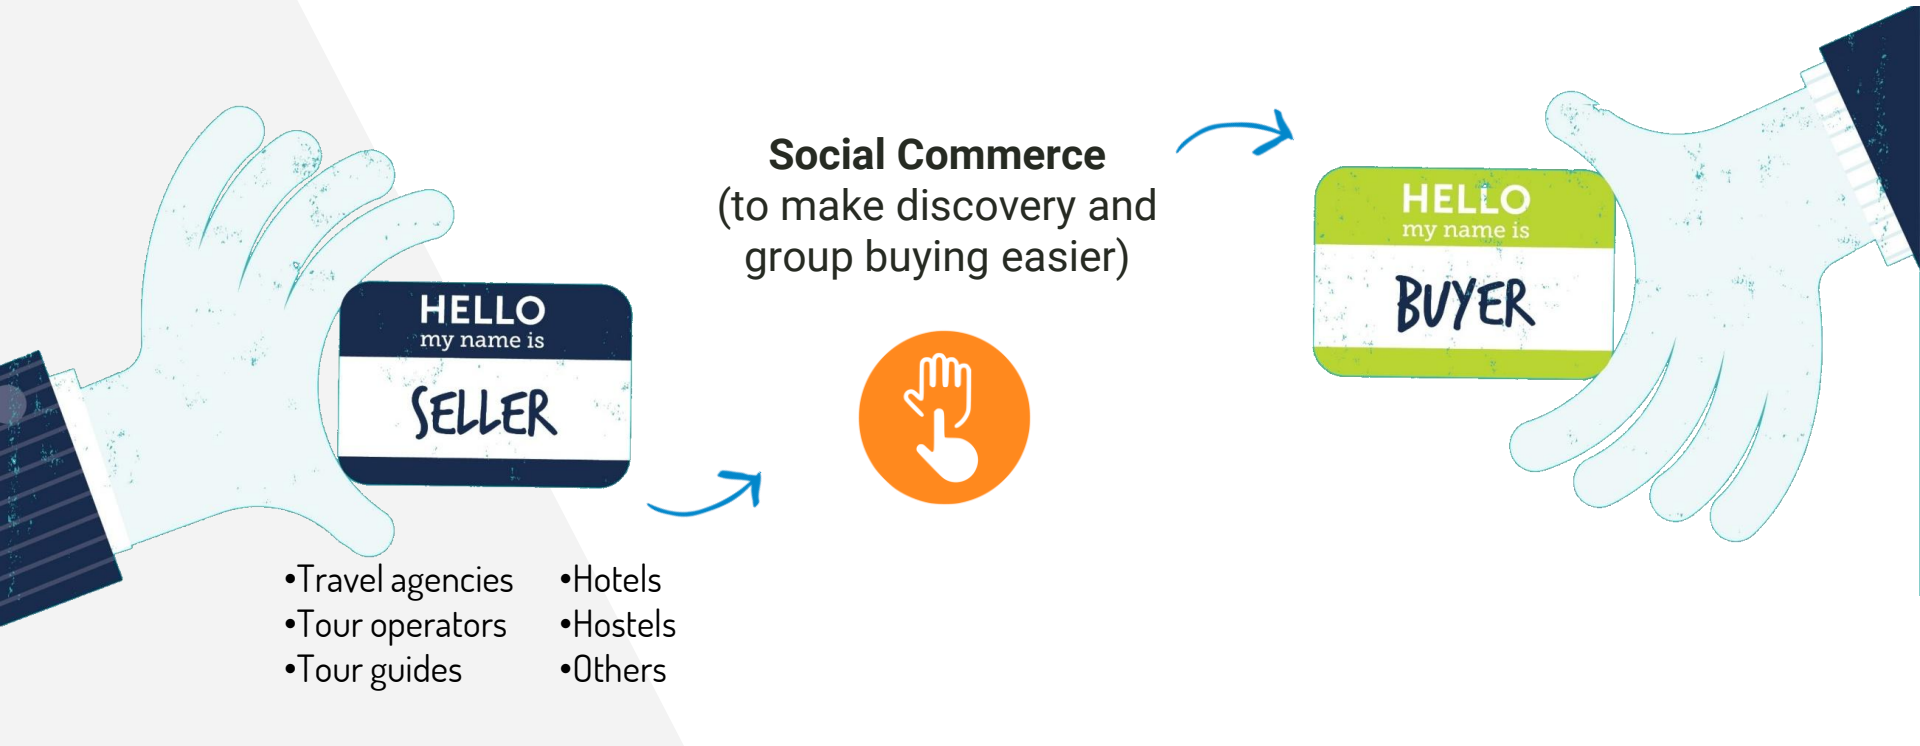 Social Commerce
(to make discovery and
group buying easier)
HELLO
my name is
SELLER
HELLO
my name is
BUYER
•Travel agencies
•Tour operators
•Tour guides
•Hotels
•Hostels
•Others